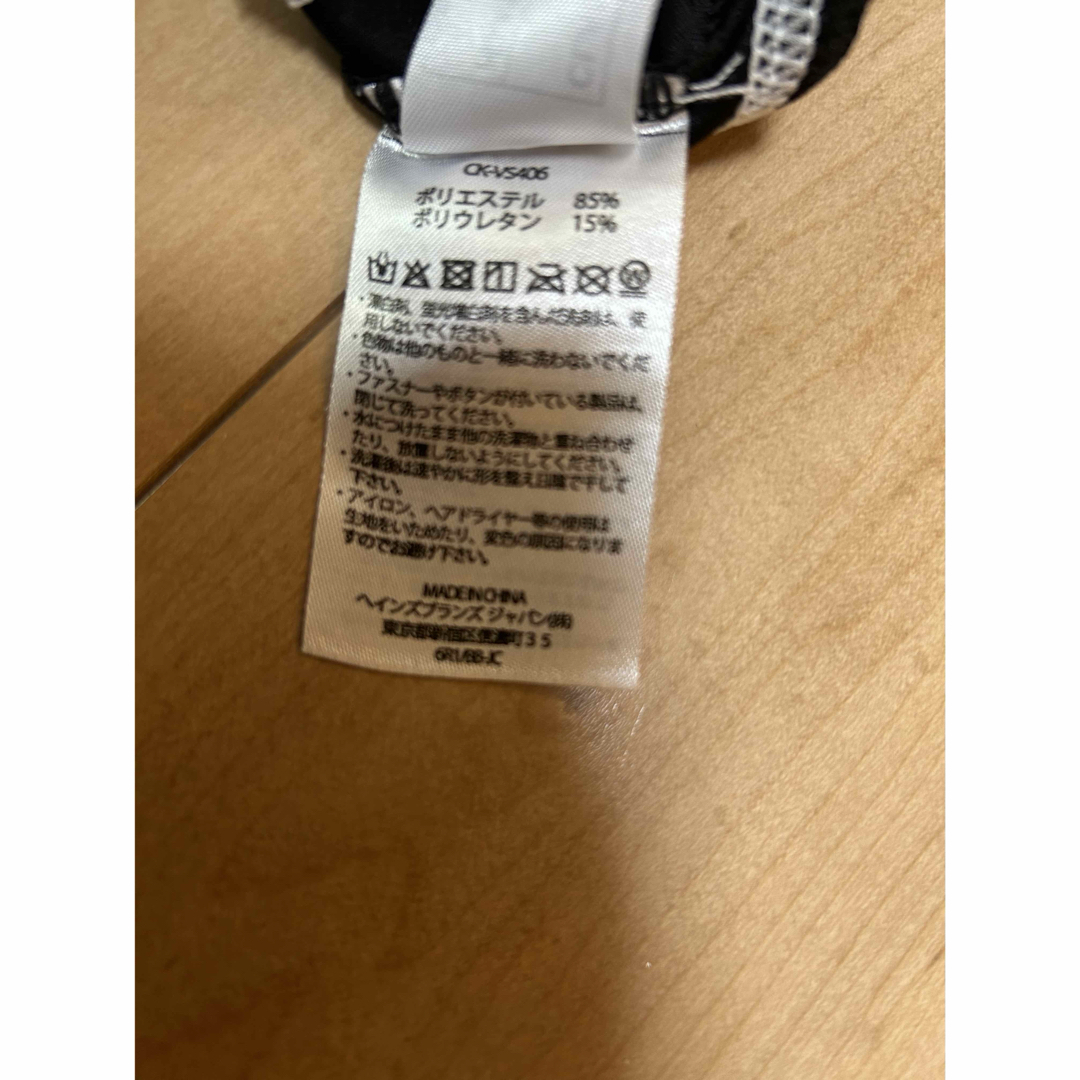 CK-VS406
ポリエステル 85%
ポリウレタン 15%
・漂白剤、蛍光増白剤を含んだ洗剤は、使
用しないでください。
・色物は他のものと一緒に洗わないでくだ
さい。
・ファスナーやボタンが付いている製品は、
閉じて洗ってください。
・水につけたまま他の洗濯物と重ね合わせ
たり、放置しないようにしてください。
・洗濯後は速やかに形を整え日陰で干して
下さい。
・アイロン、ヘアドライヤー等の使用は
生地をいためたり、変色の原因になりま
すのでお避け下さい。
MADE IN CHINA
ヘインズブランズ ジャパン(株)
東京都新宿区信濃町35